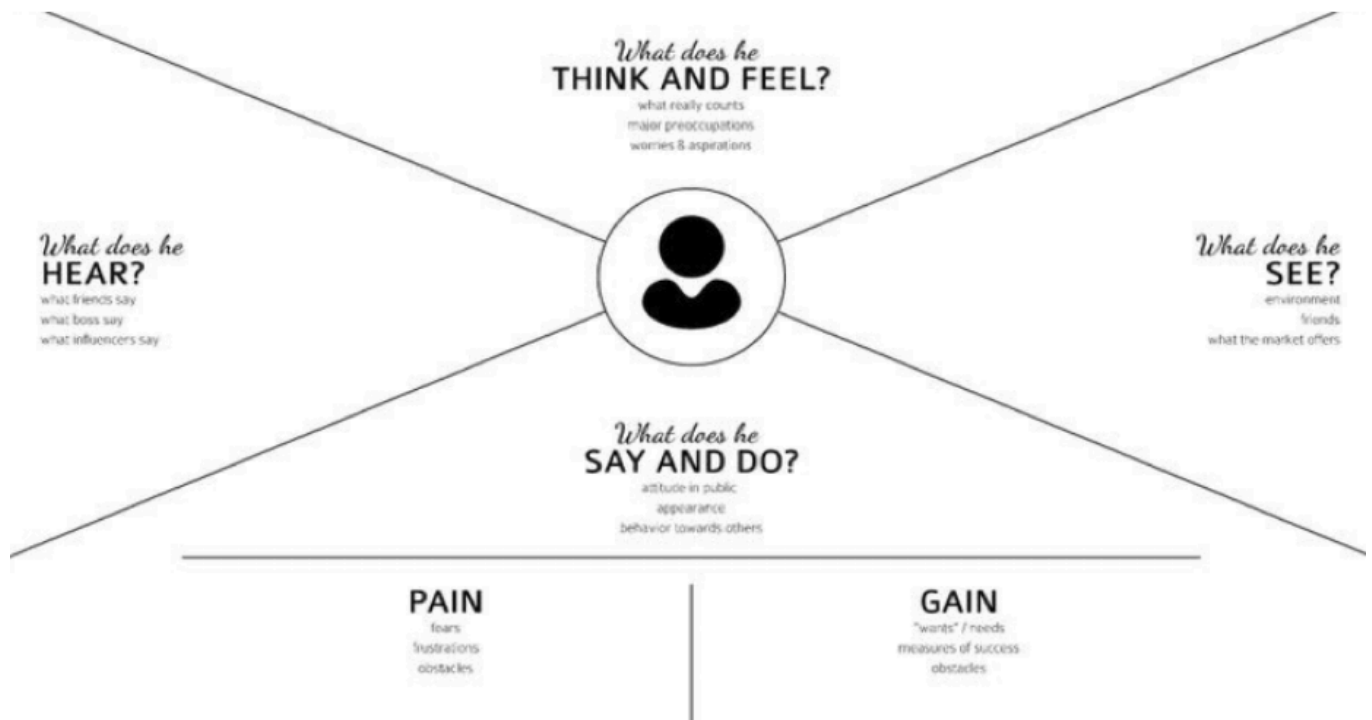 What does he
THINK AND FEEL?
what really counts
major preoccupations
worries & aspirations
What does he
HEAR?
what friends say
what boss say
what influencers say
What does he
SEE?
environment
friends
what the market offers
What does he
SAY AND DO?
attitude in public
appearance
behavior towards others
PAIN
fears
frustrations
obstacles
GAIN
"wants" / needs
measures of success
obstacles